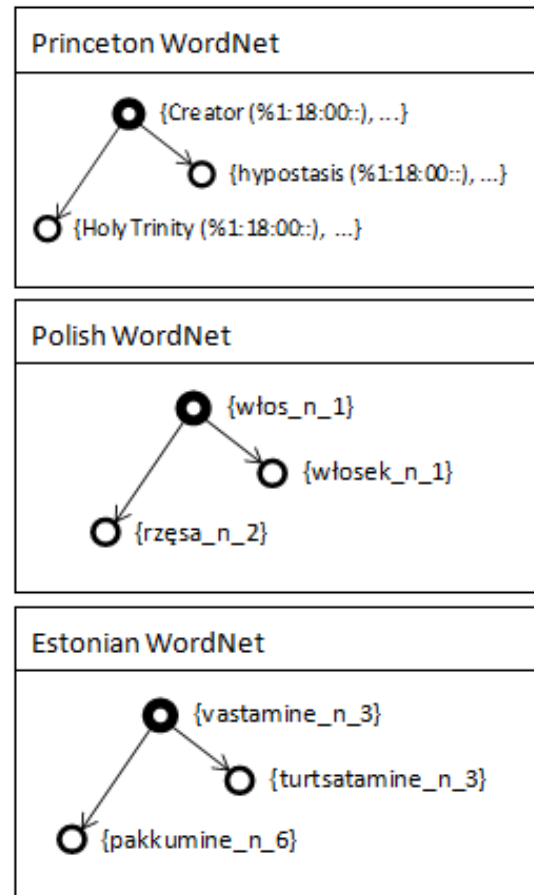 Princeton WordNet
{Creator (%1:18:00::), ...}
{hypostasis (%1:18:00::), ...}
{Holy Trinity (%1:18:00::), ...}
Polish WordNet
{włos_n_1}
{włosek_n_1}
{rzęsa_n_2}
Estonian WordNet
{vastamine_n_3}
{turtsatamine_n_3}
{pakkumine_n_6}